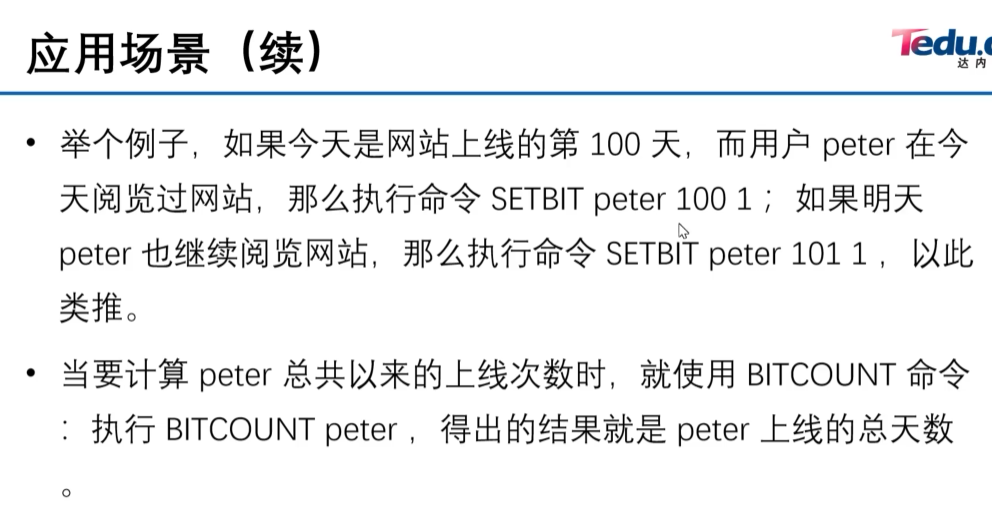 应用场景（续）
Tedu.c
达内
• 举个例子，如果今天是网站上线的第 100 天，而用户 peter 在今
天阅览过网站，那么执行命令 SETBIT peter 100 1 ；如果明天
peter 也继续阅览网站，那么执行命令 SETBIT peter 101 1 ，以此
类推。
• 当要计算 peter 总共以来的上线次数时，就使用 BITCOUNT 命令
：执行 BITCOUNT peter ，得出的结果就是 peter 上线的总天数
。